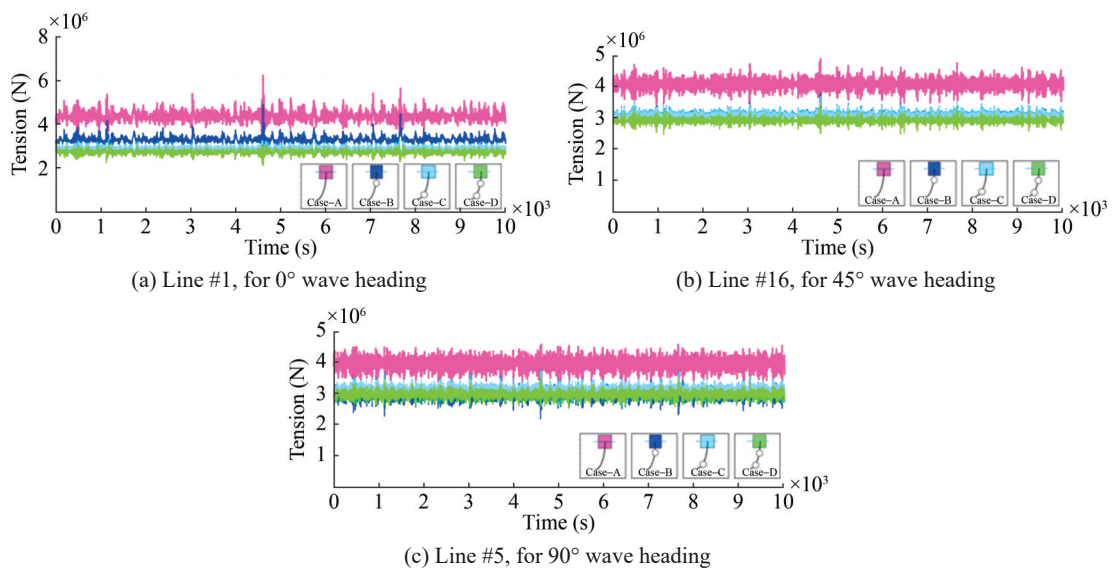 ×10⁶
8
6
4
2
Tension (N)
Case–A Case–B Case–C Case–D
×10³
0 1 2 3 4 5 6 7 8 9 10
Time (s)
(a) Line #1, for 0° wave heading
×10⁶
5
4
3
2
1
Tension (N)
Case–A Case–B Case–C Case–D
×10³
0 1 2 3 4 5 6 7 8 9 10
Time (s)
(b) Line #16, for 45° wave heading
×10⁶
5
4
3
2
1
Tension (N)
Case–A Case–B Case–C Case–D
×10³
0 1 2 3 4 5 6 7 8 9 10
Time (s)
(c) Line #5, for 90° wave heading